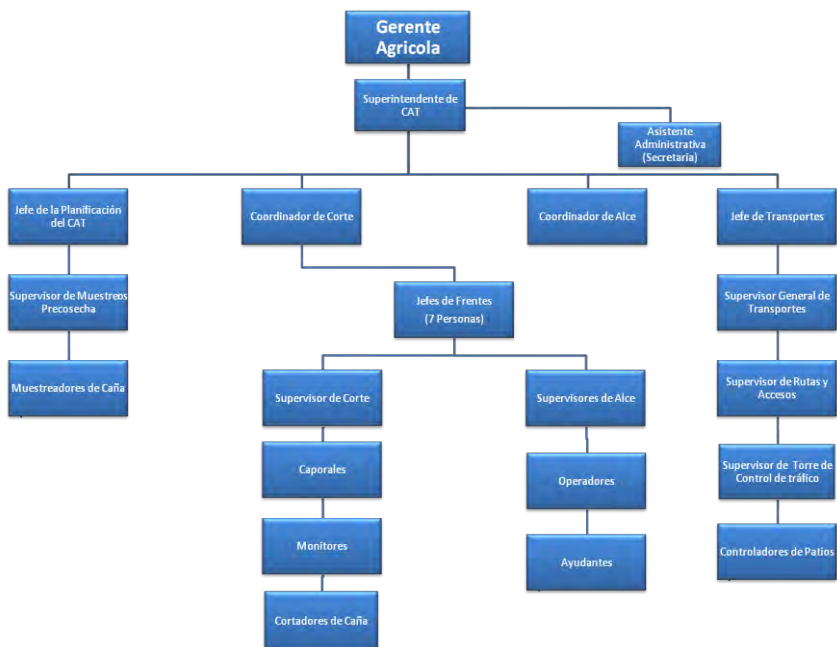 Gerente
Agricola
Superintendente de
CAT
Asistente
Administrativa
(Secretaria)
Jefe de la Planificación
del CAT
Coordinador de Corte
Coordinador de Alce
Jefe de Transportes
Supervisor de Muestreos
Precosecha
Jefes de Frentes
(7 Personas)
Supervisor General de
Transportes
Muestreadores de Caña
Supervisor de Corte
Supervisores de Alce
Supervisor de Rutas y
Accesos
Caporales
Operadores
Supervisor de Torre de
Control de tráfico
Monitores
Ayudantes
Controladores de Patios
Cortadores de Caña